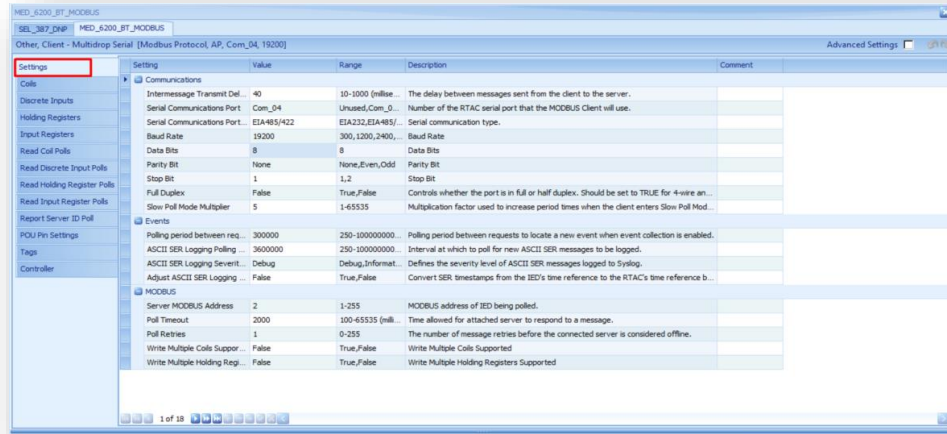 MED_6200_BT_MODBUS
SEL_387_DNP MED_6200_BT_MODBUS
Other, Client - Multidrop Serial [Modbus Protocol, AP, Com_04, 19200] Advanced Settings
Settings
Coils
Discrete Inputs
Holding Registers
Input Registers
Read Coil Polls
Read Discrete Input Polls
Read Holding Register Polls
Read Input Register Polls
Report Server ID Poll
POU Pin Settings
Tags
Controller
Setting Value Range Description Comment
Communications
Intermessage Transmit Del... 40 10-1000 (millise... The delay between messages sent from the client to the server.
Serial Communications Port Com_04 Unused,Com_0... Number of the RTAC serial port that the MODBUS Client will use.
Serial Communications Port... EIA485/422 EIA232,EIA485/... Serial communication type.
Baud Rate 19200 300,1200,2400,... Baud Rate
Data Bits 8 8 Data Bits
Parity Bit None None,Even,Odd Parity Bit
Stop Bit 1 1,2 Stop Bit
Full Duplex False True,False Controls whether the port is in full or half duplex. Should be set to TRUE for 4-wire an...
Slow Poll Mode Multiplier 5 1-65535 Multiplication factor used to increase period times when the client enters Slow Poll Mod...
Events
Polling period between req... 300000 250-100000000... Polling period between requests to locate a new event when event collection is enabled.
ASCII SER Logging Polling ... 3600000 250-100000000... Interval at which to poll for new ASCII SER messages to be logged.
ASCII SER Logging Severit... Debug Debug,Informat... Defines the severity level of ASCII SER messages logged to Syslog.
Adjust ASCII SER Logging ... False True,False Convert SER timestamps from the IED's time reference to the RTAC's time reference b...
MODBUS
Server MODBUS Address 2 1-255 MODBUS address of IED being polled.
Poll Timeout 2000 100-65535 (milli... Time allowed for attached server to respond to a message.
Poll Retries 1 0-255 The number of message retries before the connected server is considered offline.
Write Multiple Coils Suppor... False True,False Write Multiple Coils Supported
Write Multiple Holding Regi... False True,False Write Multiple Holding Registers Supported
1 of 18